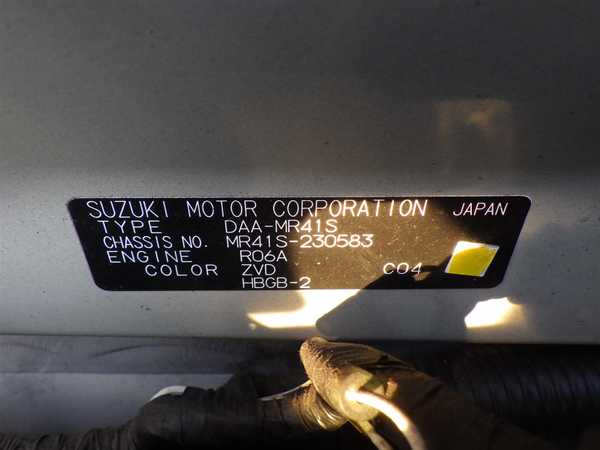 SUZUKI MOTOR CORPORATION JAPAN
TYPE DAA-MR41S
CHASSIS NO. MR41S-230583
ENGINE R06A
COLOR ZVD C04
HBGB-2